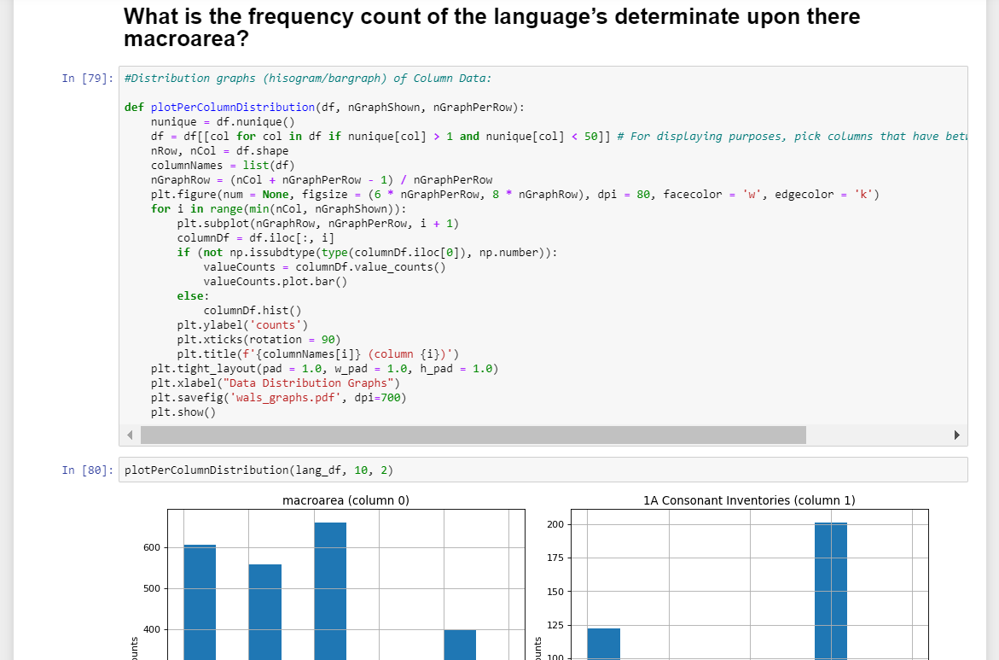 What is the frequency count of the language’s determinate upon there
macroarea?
In [79]:
#Distribution graphs (hisogram/bargraph) of Column Data:
def plotPerColumnDistribution(df, nGraphShown, nGraphPerRow):
    nunique = df.nunique()
    df = df[[col for col in df if nunique[col] > 1 and nunique[col] < 50]] # For displaying purposes, pick columns that have
    nRow, nCol = df.shape
    columnNames = list(df)
    nGraphRow = (nCol + nGraphPerRow - 1) / nGraphPerRow
    plt.figure(num = None, figsize = (6 * nGraphPerRow, 8 * nGraphRow), dpi = 80, facecolor = 'w', edgecolor = 'k')
    for i in range(min(nCol, nGraphShown)):
        plt.subplot(nGraphRow, nGraphPerRow, i + 1)
        columnDf = df.iloc[:, i]
        if (not np.issubdtype(type(columnDf.iloc[0]), np.number)):
            valueCounts = columnDf.value_counts()
            valueCounts.plot.bar()
        else:
            columnDf.hist()
        plt.ylabel('counts')
        plt.xticks(rotation = 90)
        plt.title(f'{columnNames[i]} (column {i})')
    plt.tight_layout(pad = 1.0, w_pad = 1.0, h_pad = 1.0)
    plt.xlabel("Data Distribution Graphs")
    plt.savefig('wals_graphs.pdf', dpi=700)
    plt.show()
In [80]:
plotPerColumnDistribution(lang_df, 10, 2)
macroarea (column 0)
600
500
400
1A Consonant Inventories (column 1)
200
175
150
125
100